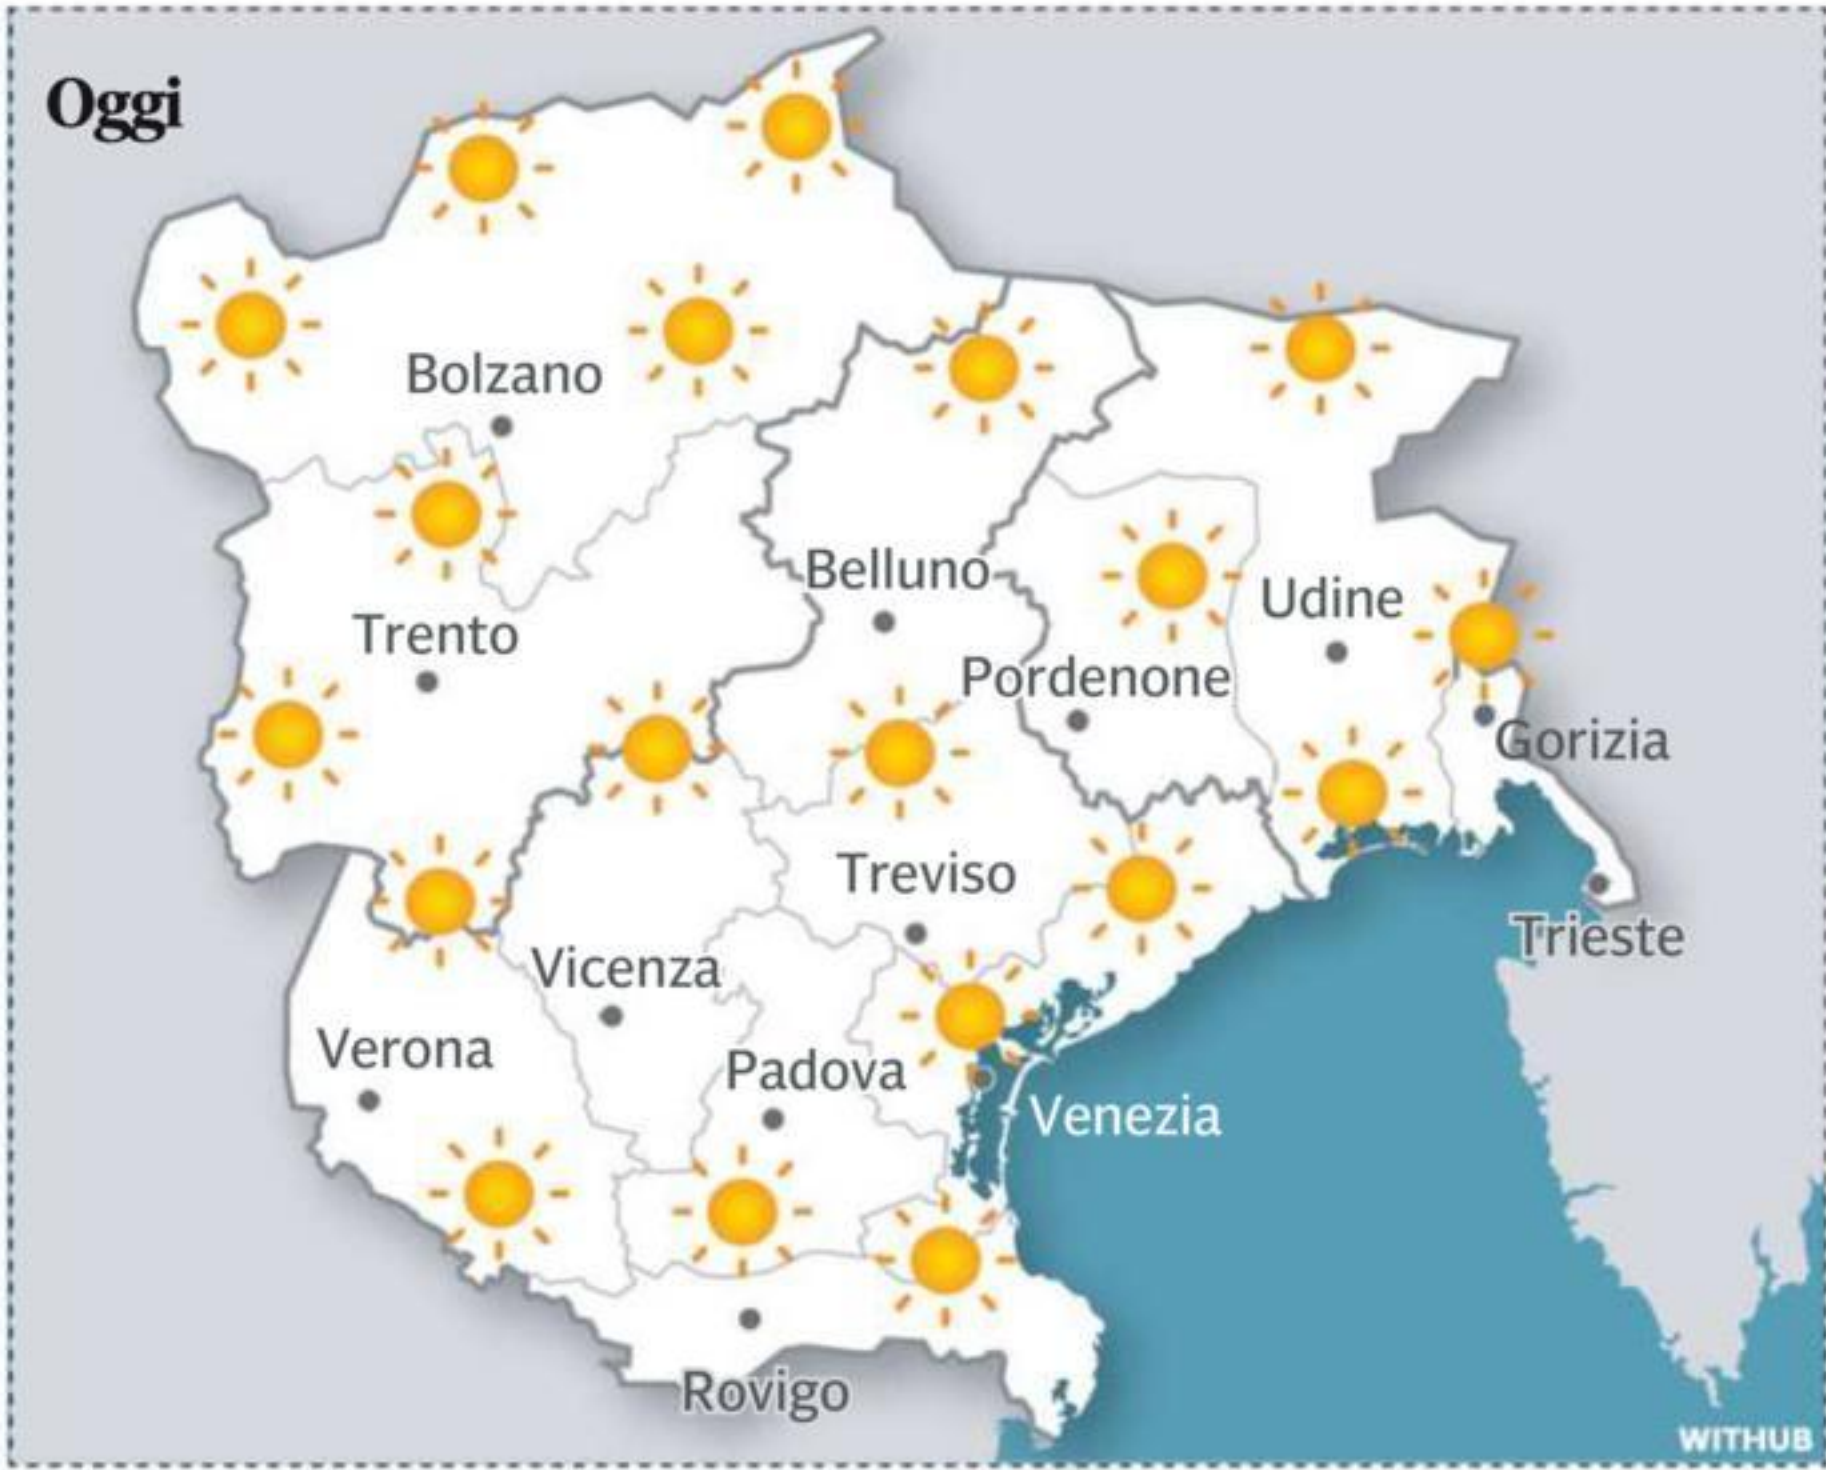 Oggi
Bolzano
Belluno
Udine
Trento
Pordenone
Gorizia
Treviso
Trieste
Vicenza
Verona
Padova
Venezia
Rovigo
WITHUB